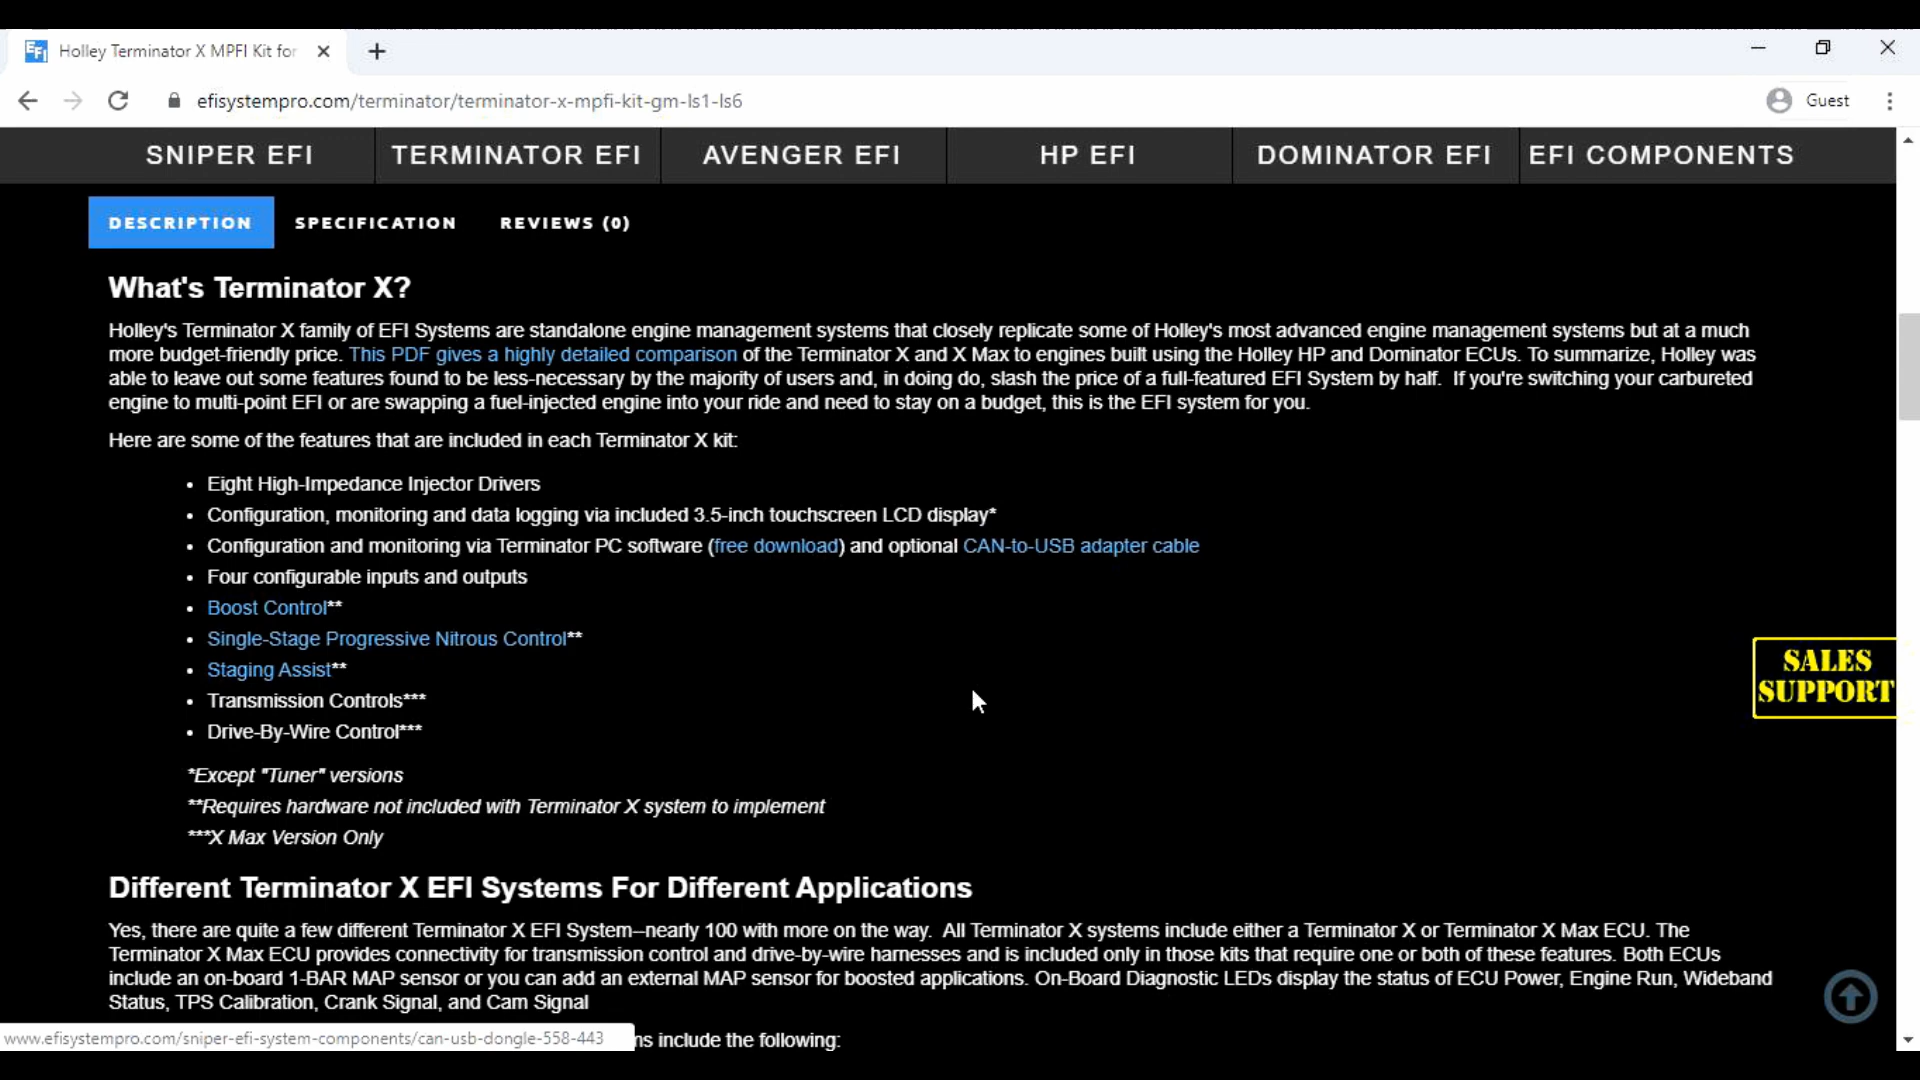 Holley Terminator X MPFI Kit for
efisystempro.com/terminator/terminator-x-mpfi-kit-gm-ls1-ls6
Guest
SNIPER EFI TERMINATOR EFI AVENGER EFI HP EFI DOMINATOR EFI EFI COMPONENTS
DESCRIPTION SPECIFICATION REVIEWS (0)
What's Terminator X?
Holley's Terminator X family of EFI Systems are standalone engine management systems that closely replicate some of Holley's most advanced engine management systems but at a much
more budget-friendly price. This PDF gives a highly detailed comparison of the Terminator X and X Max to engines built using the Holley HP and Dominator ECUs. To summarize, Holley was
able to leave out some features found to be less-necessary by the majority of users and, in doing do, slash the price of a full-featured EFI System by half. If you're switching your carbureted
engine to multi-point EFI or are swapping a fuel-injected engine into your ride and need to stay on a budget, this is the EFI system for you.
Here are some of the features that are included in each Terminator X kit:
• Eight High-Impedance Injector Drivers
• Configuration, monitoring and data logging via included 3.5-inch touchscreen LCD display*
• Configuration and monitoring via Terminator PC software (free download) and optional CAN-to-USB adapter cable
• Four configurable inputs and outputs
• Boost Control**
• Single-Stage Progressive Nitrous Control**
• Staging Assist**
• Transmission Controls***
• Drive-By-Wire Control***
*Except "Tuner" versions
**Requires hardware not included with Terminator X system to implement
***X Max Version Only
SALES
SUPPORT
Different Terminator X EFI Systems For Different Applications
Yes, there are quite a few different Terminator X EFI System--nearly 100 with more on the way. All Terminator X systems include either a Terminator X or Terminator X Max ECU. The
Terminator X Max ECU provides connectivity for transmission control and drive-by-wire harnesses and is included only in those kits that require one or both of these features. Both ECUs
include an on-board 1-BAR MAP sensor or you can add an external MAP sensor for boosted applications. On-Board Diagnostic LEDs display the status of ECU Power, Engine Run, Wideband
Status, TPS Calibration, Crank Signal, and Cam Signal
www.efisystempro.com/sniper-efi-system-components/can-usb-dongle-558-443
ns include the following: